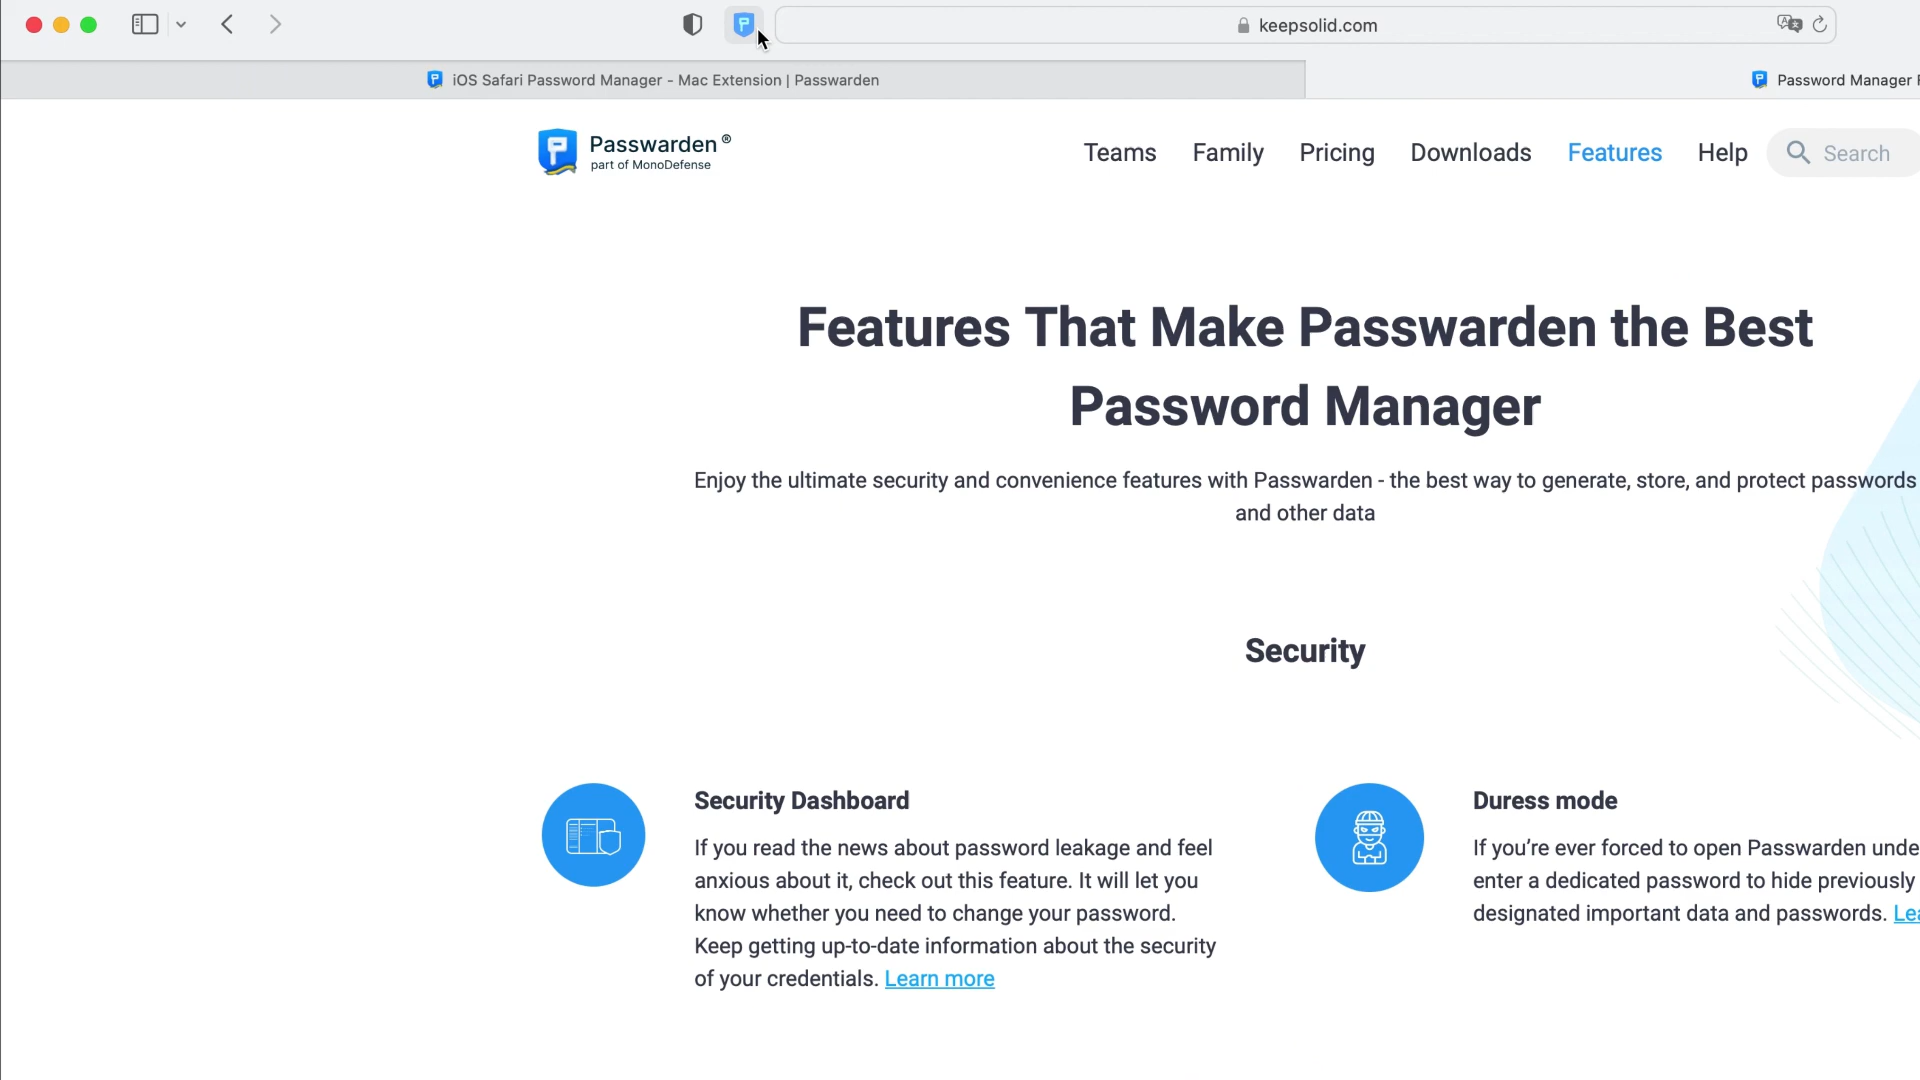 keepsolid.com
iOS Safari Password Manager - Mac Extension | Passwarden
Password Manager
Passwarden ®
part of MonoDefense
Teams
Family
Pricing
Downloads
Features
Help
Search
Features That Make Passwarden the Best
Password Manager
Enjoy the ultimate security and convenience features with Passwarden - the best way to generate, store, and protect passwords
and other data
Security
Security Dashboard
If you read the news about password leakage and feel
anxious about it, check out this feature. It will let you
know whether you need to change your password.
Keep getting up-to-date information about the security
of your credentials. Learn more
Duress mode
If you’re ever forced to open Passwarden unde
enter a dedicated password to hide previously
designated important data and passwords. Lea